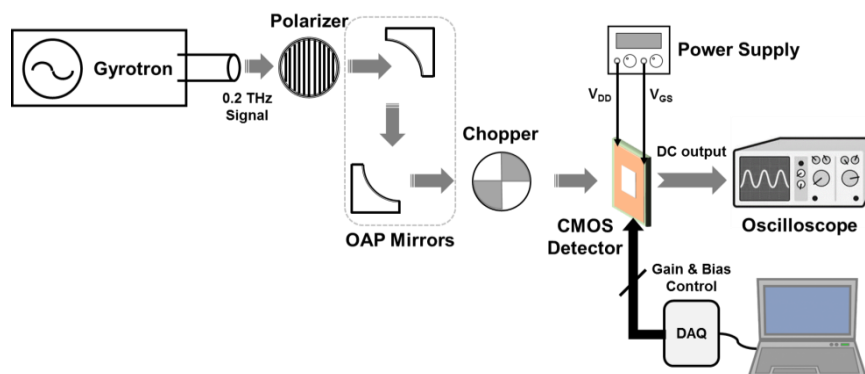 Polarizer
Gyrotron
0.2 THz
Signal
OAP Mirrors
Chopper
Power Supply
V_DD
V_GS
DC output
CMOS
Detector
Oscilloscope
Gain & Bias
Control
DAQ